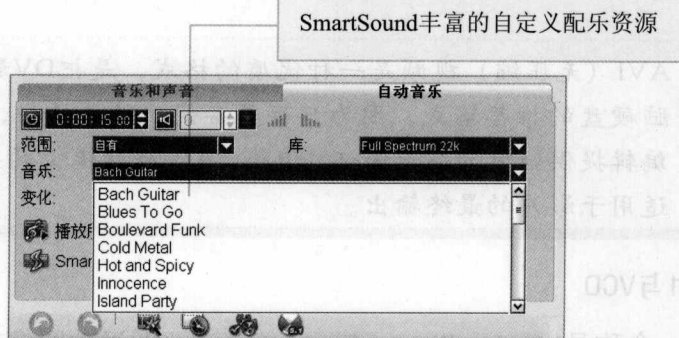 SmartSound丰富的自定义配乐资源
音乐和声音 自动音乐
0:00:15.00 0
范围: 自有 库: Full Spectrum 22k
音乐: Bach Guitar
变化:
Bach Guitar
Blues To Go
播放所 Boulevard Funk
Cold Metal
Smar Hot and Spicy
Innocence
Island Party